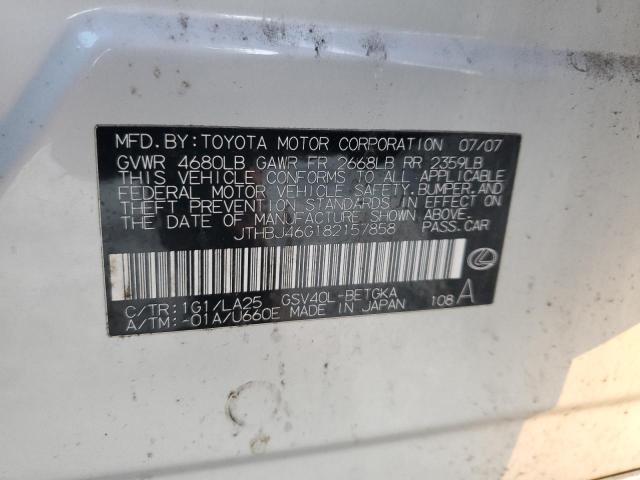 MFD.BY:TOYOTA MOTOR CORPORATION 07/07
GVWR 4680LB GAWR FR 2668LB RR 2359LB
THIS VEHICLE CONFORMS TO ALL APPLICABLE
FEDERAL MOTOR VEHICLE SAFETY,BUMPER,AND
THEFT PREVENTION STANDARDS IN EFFECT ON
THE DATE OF MANUFACTURE SHOWN ABOVE.
JTHBJ46G182157858 PASS.CAR
C/TR:1G1/LA25 GSV40L-BETGKA
A/TM:-01A/U660E MADE IN JAPAN 108 A